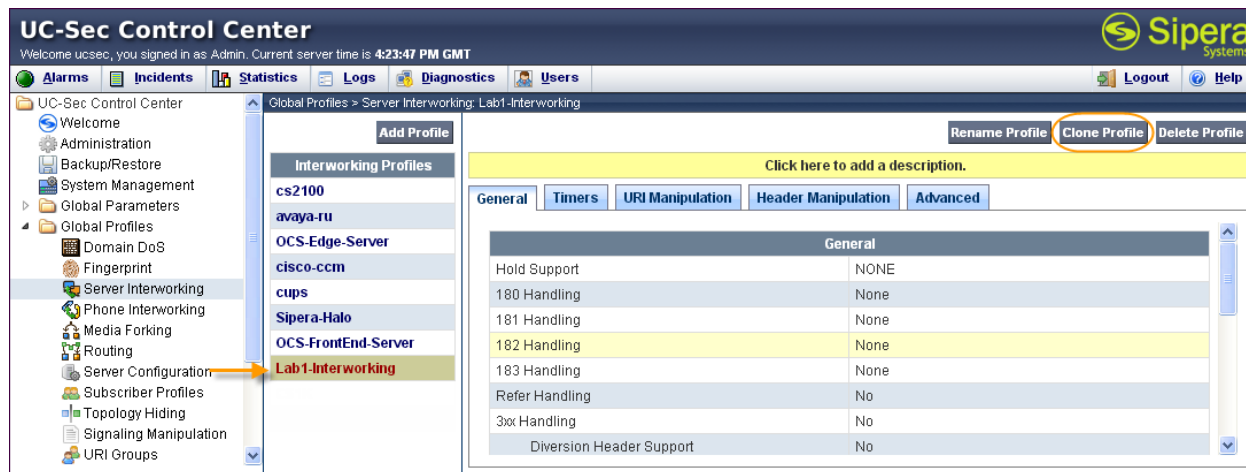 UC-Sec Control Center
Welcome ucsec, you signed in as Admin. Current server time is 4:23:47 PM GMT
Sipera
Systems
Alarms Incidents Statistics Logs Diagnostics Users Logout Help
UC-Sec Control Center
Welcome
Administration
Backup/Restore
System Management
Global Parameters
Global Profiles
Domain DoS
Fingerprint
Server Interworking
Phone Interworking
Media Forking
Routing
Server Configuration
Subscriber Profiles
Topology Hiding
Signaling Manipulation
URI Groups
Global Profiles > Server Interworking: Lab1-Interworking
Add Profile
Rename Profile Clone Profile Delete Profile
Interworking Profiles
cs2100
avaya-ru
OCS-Edge-Server
cisco-ccm
cups
Sipera-Halo
OCS-FrontEnd-Server
Lab1-Interworking
Click here to add a description.
General Timers URI Manipulation Header Manipulation Advanced
General
Hold Support NONE
180 Handling None
181 Handling None
182 Handling None
183 Handling None
Refer Handling No
3xx Handling No
Diversion Header Support No